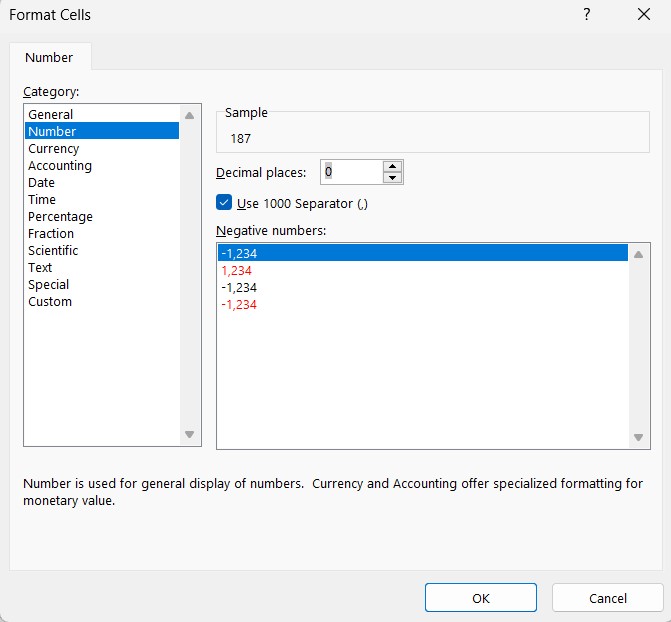 Format Cells
?
Number
Category:
General
Number
Currency
Accounting
Date
Time
Percentage
Fraction
Scientific
Text
Special
Custom
Sample
187
Decimal places: 0
Use 1000 Separator (,)
Negative numbers:
-1,234
1,234
-1,234
-1,234
Number is used for general display of numbers.  Currency and Accounting offer specialized formatting for
monetary value.
OK
Cancel